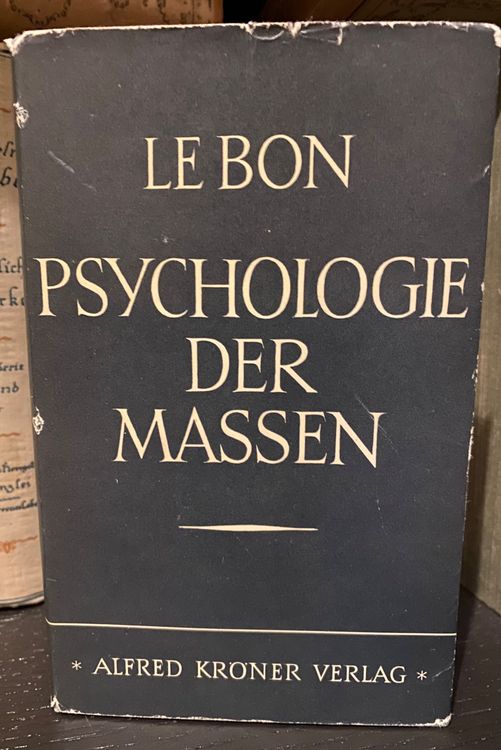 LE BON
PSYCHOLOGIE
DER
MASSEN
* ALFRED KRÖNER VERLAG *